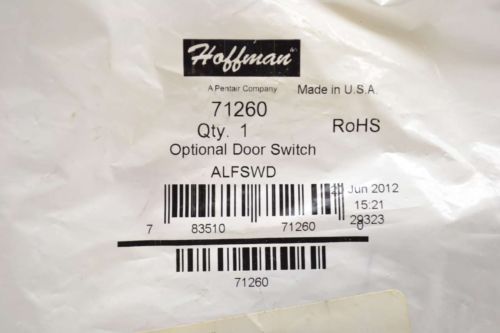 Hoffman
A Pentair Company Made in U.S.A.
71260
Qty. 1 RoHS
Optional Door Switch
ALFSWD
Jun 2012
15:21
29323
7 83510 71260 0
71260